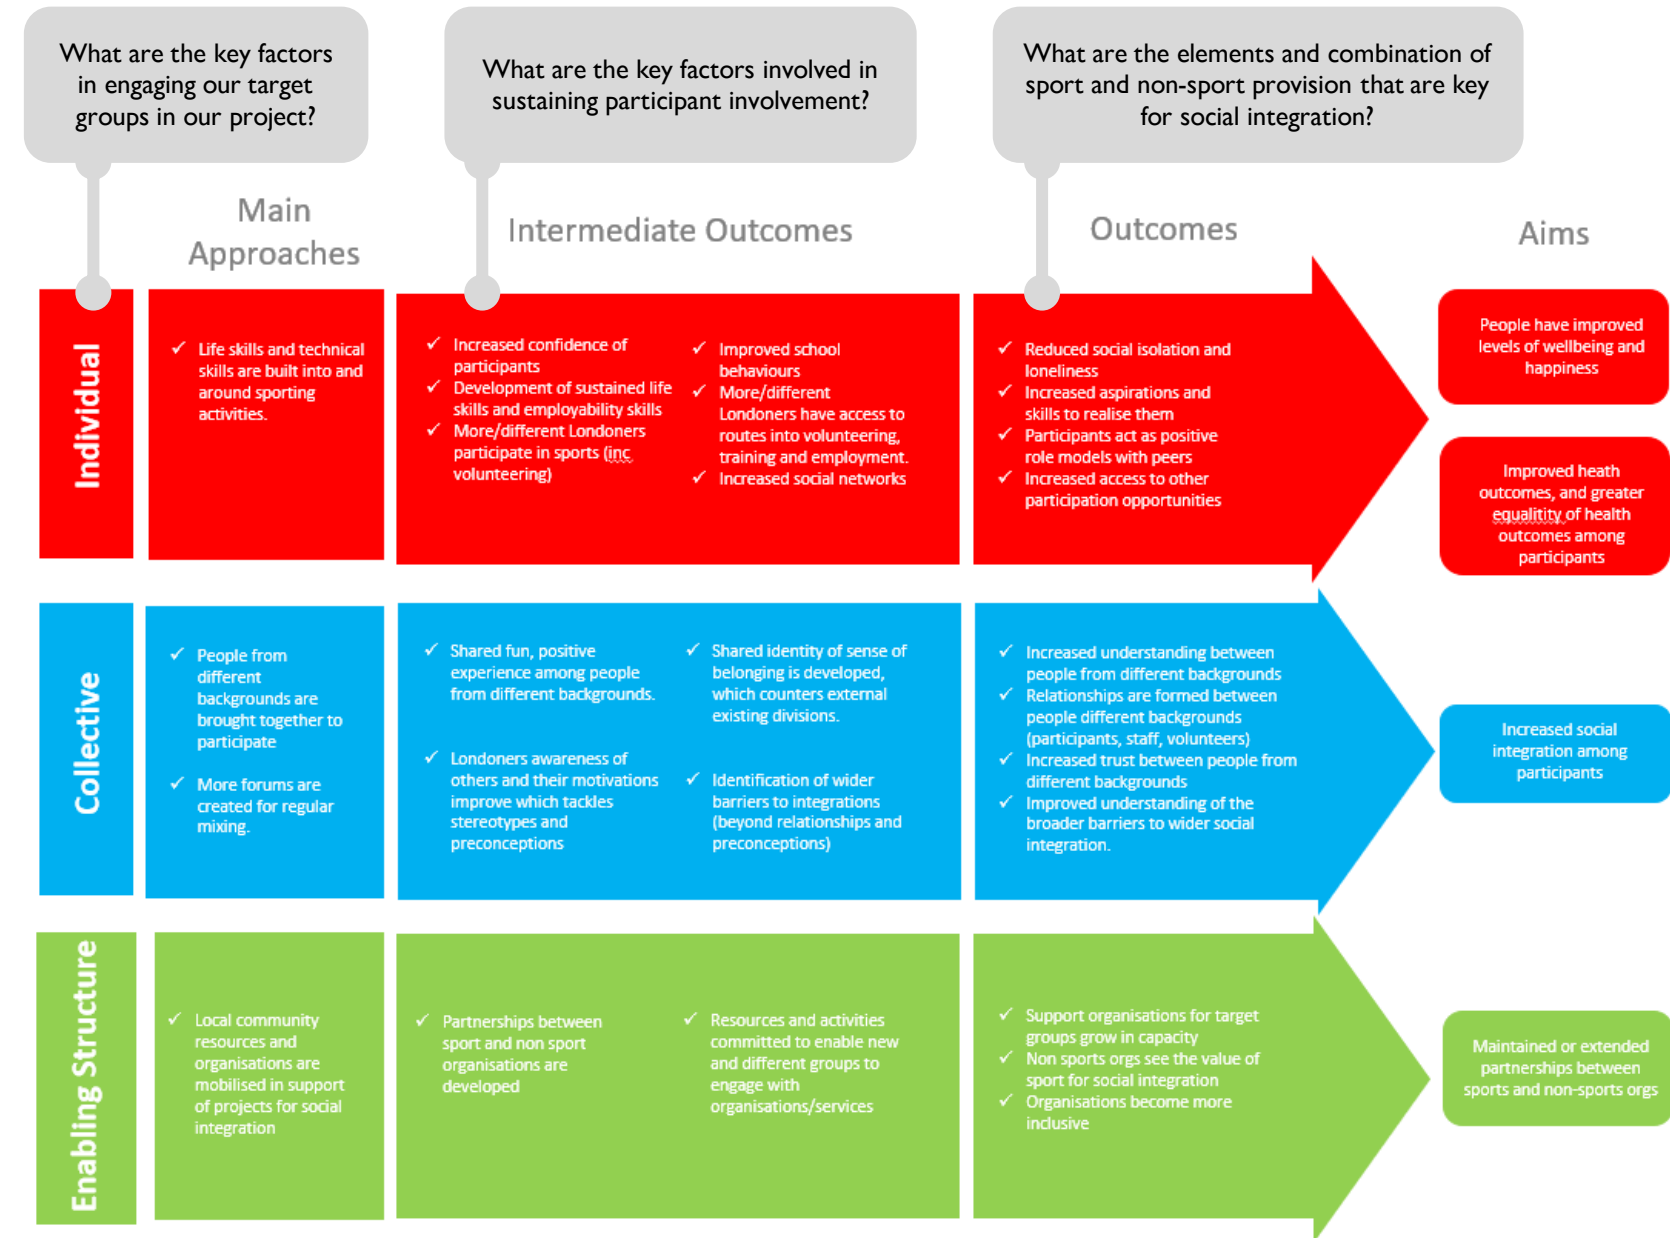 What are the key factors
in engaging our target
groups in our project?
What are the key factors involved in
sustaining participant involvement?
What are the elements and combination of
sport and non-sport provision that are key
for social integration?
Main
Approaches
Intermediate Outcomes
Outcomes
Aims
Individual
✓ Life skills and technical
skills are built into and
around sporting
activities.
✓ Increased confidence of
participants
✓ Development of sustained life
skills and employability skills
✓ More/different Londoners
participate in sports (inc
volunteering)
✓ Improved school
behaviours
✓ More/different
Londoners have access to
routes into volunteering,
training and employment.
✓ Increased social networks
✓ Reduced social isolation and
loneliness
✓ Increased aspirations and
skills to realise them
✓ Participants act as positive
role models with peers
✓ Increased access to other
participation opportunities
People have improved
levels of wellbeing and
happiness
Improved heath
outcomes, and greater
equalitity of health
outcomes among
participants
Collective
✓ People from
different
backgrounds are
brought together to
participate
✓ More forums are
created for regular
mixing.
✓ Shared fun, positive
experience among people
from different backgrounds.
✓ Londoners awareness of
others and their motivations
improve which tackles
stereotypes and
preconceptions
✓ Shared identity of sense of
belonging is developed,
which counters external
existing divisions.
✓ Identification of wider
barriers to integrations
(beyond relationships and
preconceptions)
✓ Increased understanding between
people from different backgrounds
✓ Relationships are formed between
people different backgrounds
(participants, staff, volunteers)
✓ Increased trust between people from
different backgrounds
✓ Improved understanding of the
broader barriers to wider social
integration.
Increased social
integration among
participants
Enabling Structure
✓ Local community
resources and
organisations are
mobilised in support
of projects for social
integration
✓ Partnerships between
sport and non sport
organisations are
developed
✓ Resources and activities
committed to enable new
and different groups to
engage with
organisations/services
✓ Support organisations for target
groups grow in capacity
✓ Non sports orgs see the value of
sport for social integration
✓ Organisations become more
inclusive
Maintained or extended
partnerships between
sports and non-sports orgs